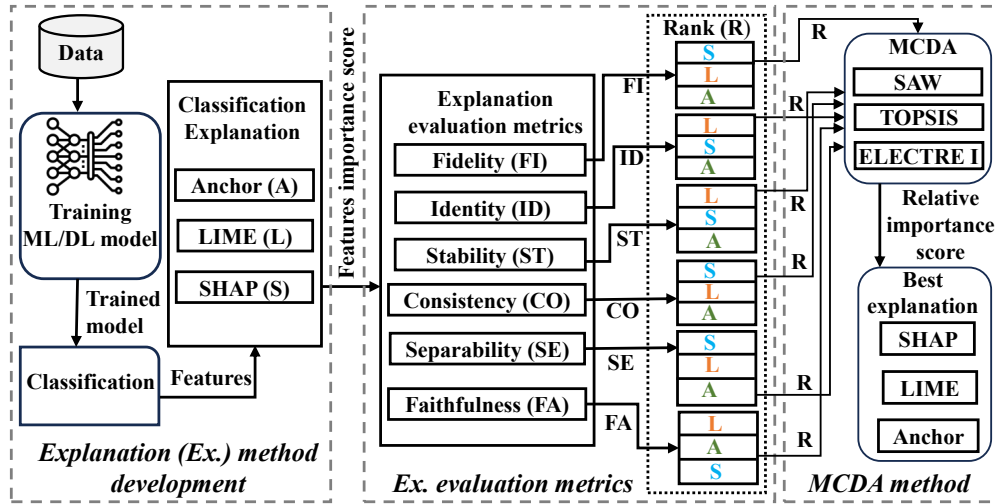 Data
Training
ML/DL model
Trained
model
Classification
Features
Classification
Explanation
Anchor (A)
LIME (L)
SHAP (S)
Explanation (Ex.) method
development
Features importance score
Explanation
evaluation metrics
Fidelity (FI)
Identity (ID)
Stability (ST)
Consistency (CO)
Separability (SE)
Faithfulness (FA)
FI
ID
ST
CO
SE
FA
Ex. evaluation metrics
Rank (R)
S
L
A
L
S
A
L
S
A
S
L
A
S
L
A
L
A
S
R
R
R
R
R
R
MCDA
SAW
TOPSIS
ELECTRE I
Relative
importance
score
Best
explanation
SHAP
LIME
Anchor
MCDA method